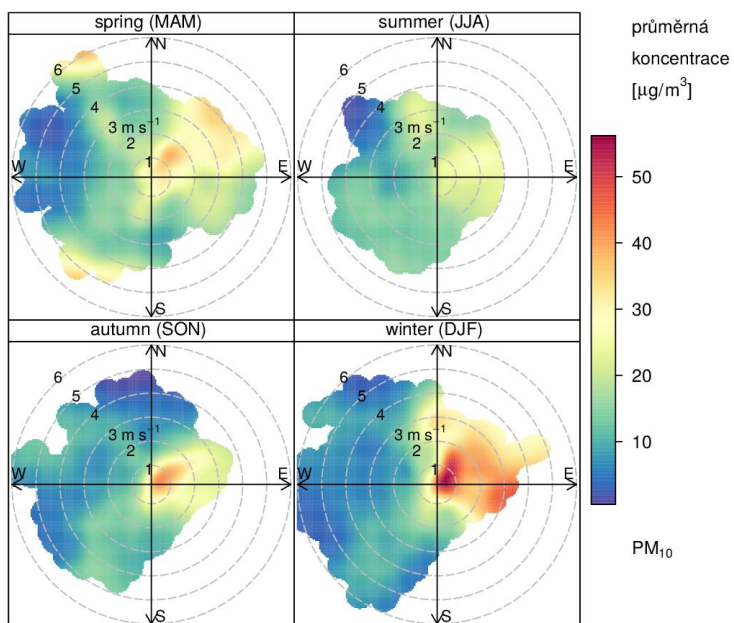 spring (MAM)
summer (JJA)
průměrná
koncentrace
[µg/m³]
N
6
5
4
3 m s⁻¹
2
1
W
E
S
N
6
5
4
3 m s⁻¹
2
1
W
E
S
autumn (SON)
winter (DJF)
N
6
5
4
3 m s⁻¹
2
1
W
E
S
N
6
5
4
3 m s⁻¹
2
1
W
E
S
50
40
30
20
10
PM₁₀